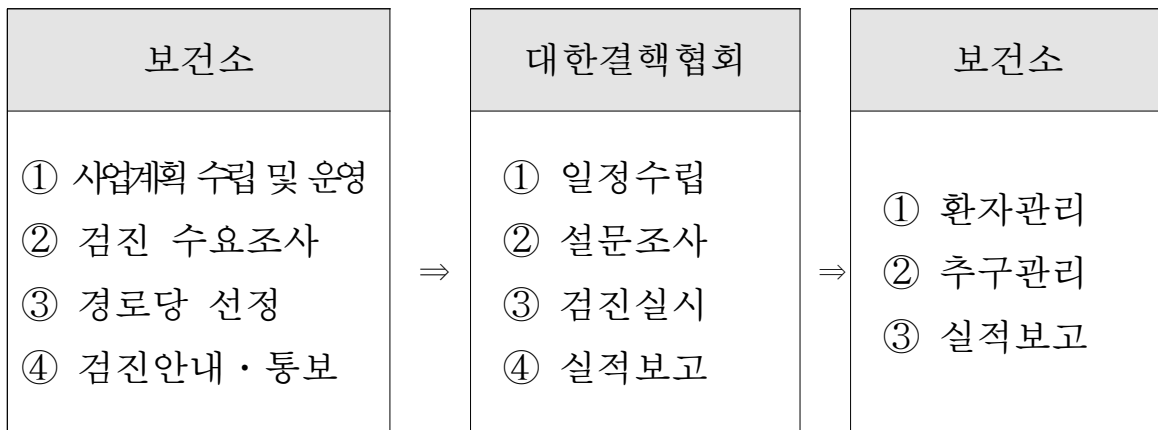 보건소
① 사업계획 수립 및 운영
② 검진 수요조사
③ 경로당 선정
④ 검진안내・통보
⇒
대한결핵협회
① 일정수립
② 설문조사
③ 검진실시
④ 실적보고
⇒
보건소
① 환자관리
② 추구관리
③ 실적보고